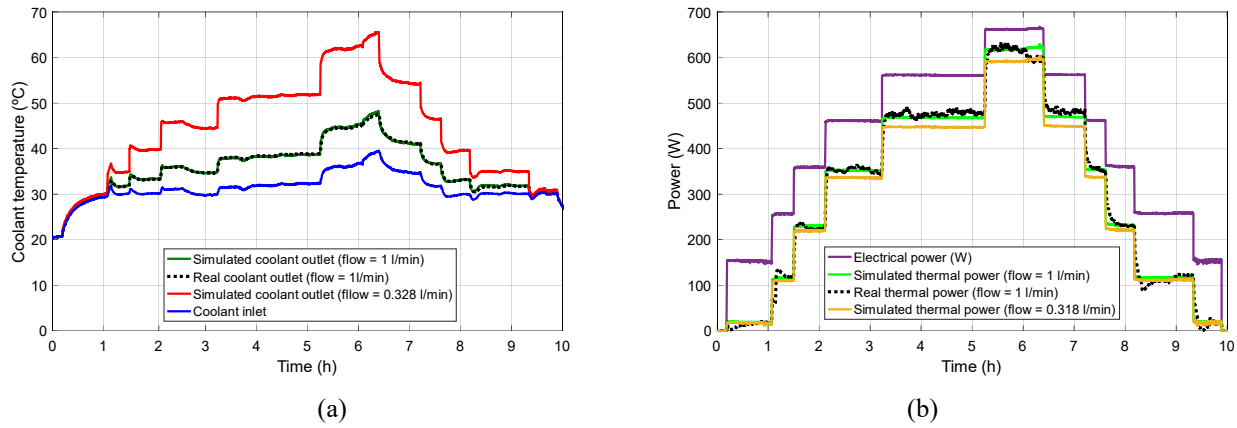 70
60
50
40
30
20
10
0
Coolant temperature (ºC)
Simulated coolant outlet (flow = 1 l/min)
Real coolant outlet (flow = 1l/min)
Simulated coolant outlet (fllow = 0.328 l/min)
Coolant inlet
0 1 2 3 4 5 6 7 8 9 10
Time (h)
(a)
700
600
500
400
300
200
100
0
Power (W)
Electrical power (W)
Simulated thermal power (flow = 1 l/min)
Real thermal power (flow = 1 l/min)
Simulated thermal power (flow = 0.318 l/min)
0 1 2 3 4 5 6 7 8 9 10
Time (h)
(b)